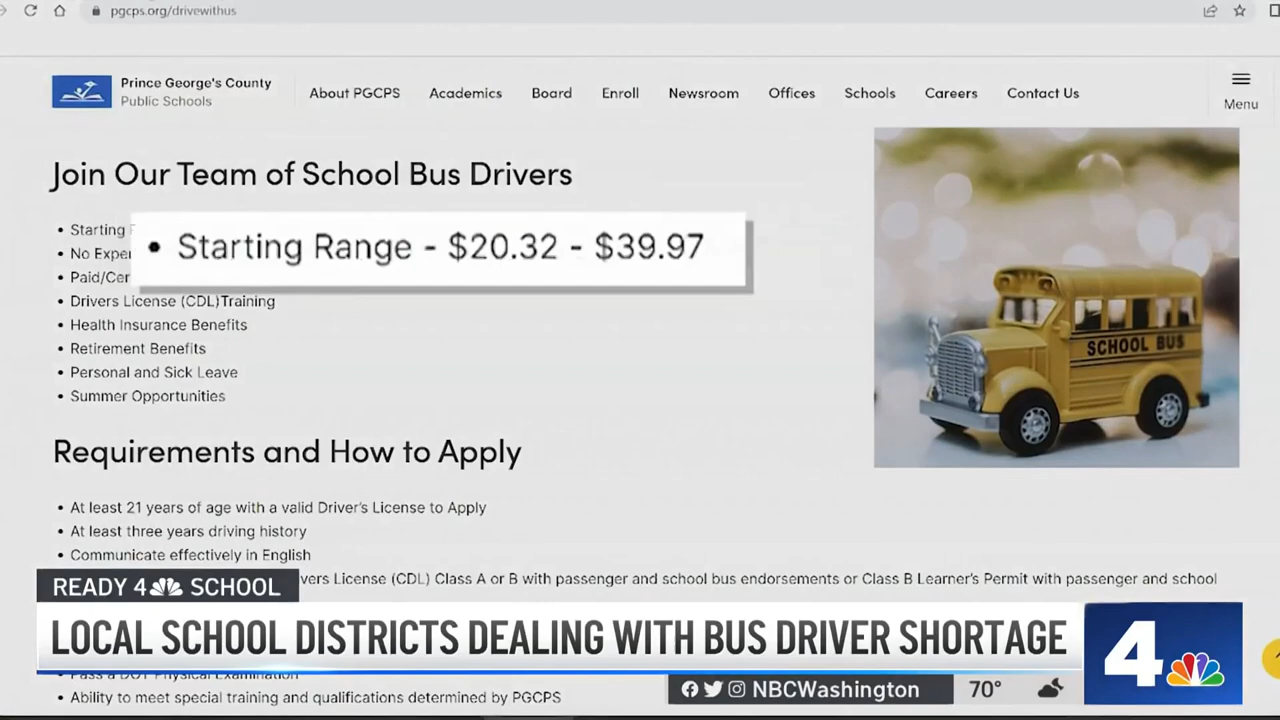 pgcps.org/drivewithus
Prince George's County
Public Schools
About PGCPS Academics Board Enroll Newsroom Offices Schools Careers Contact Us
Menu
Join Our Team of School Bus Drivers
• Starting
• No Exper
• Paid/Cer
• Starting Range - $20.32 - $39.97
• Drivers License (CDL)Training
• Health Insurance Benefits
• Retirement Benefits
• Personal and Sick Leave
• Summer Opportunities
SCHOOL BUS
Requirements and How to Apply
• At least 21 years of age with a valid Driver's License to Apply
• At least three years driving history
• Communicate effectively in English
vers License (CDL) Class A or B with passenger and school bus endorsements or Class B Learner's Permit with passenger and school
READY 4 SCHOOL
LOCAL SCHOOL DISTRICTS DEALING WITH BUS DRIVER SHORTAGE
4
Pass a DOT Physical Examination
• Ability to meet special training and qualifications determined by PGCPS
NBCWashington 70°